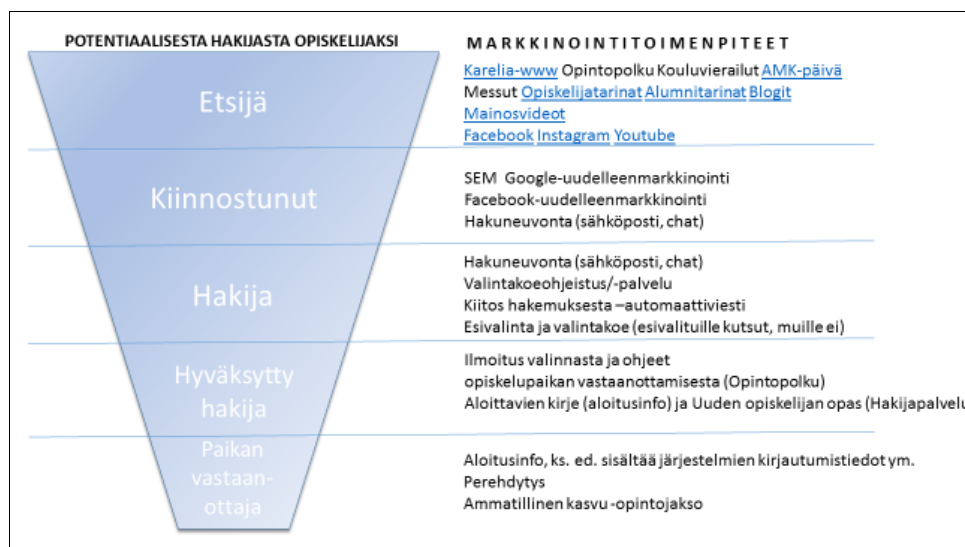 POTENTIAALISESTA HAKIJASTA OPISKELIJAKSI
MARKKINOINTITOIMENPITEET
Etsijä
Karelia-www Opintopolku Kouluvierailut AMK-päivä
Messut Opiskelijatarinat Alumnitarinat Blogit
Mainosvideot
Facebook Instagram Youtube
Kiinnostunut
SEM Google-uudelleenmarkkinointi
Facebook-uudelleenmarkkinointi
Hakuneuvonta (sähköposti, chat)
Hakija
Hakuneuvonta (sähköposti, chat)
Valintakoeohjeistus/-palvelu
Kiitos hakemuksesta –automaattiviesti
Esivalinta ja valintakoe (esivalituille kutsut, muille ei)
Hyväksytty
hakija
Ilmoitus valinnasta ja ohjeet
opiskelupaikan vastaanottamisesta (Opintopolku)
Aloittavien kirje (aloitusinfo) ja Uuden opiskelijan opas (Hakijapalvelu
Paikan
vastaan-
ottaja
Aloitusinfo, ks. ed. sisältää järjestelmien kirjautumistiedot ym.
Perehdytys
Ammatillinen kasvu -opintojakso